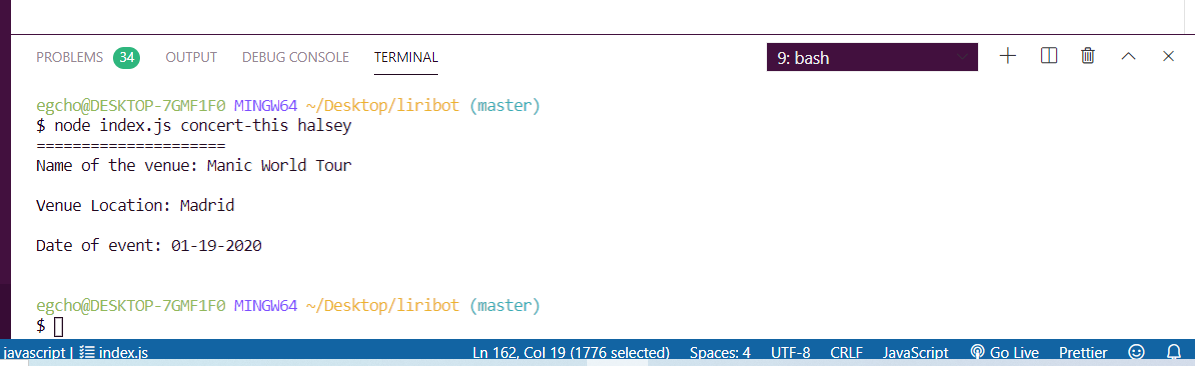 PROBLEMS 34 OUTPUT DEBUG CONSOLE TERMINAL 9: bash
egcho@DESKTOP-7GMF1F0 MINGW64 ~/Desktop/liribot (master)
$ node index.js concert-this halsey
=====================
Name of the venue: Manic World Tour
Venue Location: Madrid
Date of event: 01-19-2020
egcho@DESKTOP-7GMF1F0 MINGW64 ~/Desktop/liribot (master)
$
javascript | index.js Ln 162, Col 19 (1776 selected) Spaces: 4 UTF-8 CRLF JavaScript Go Live Prettier